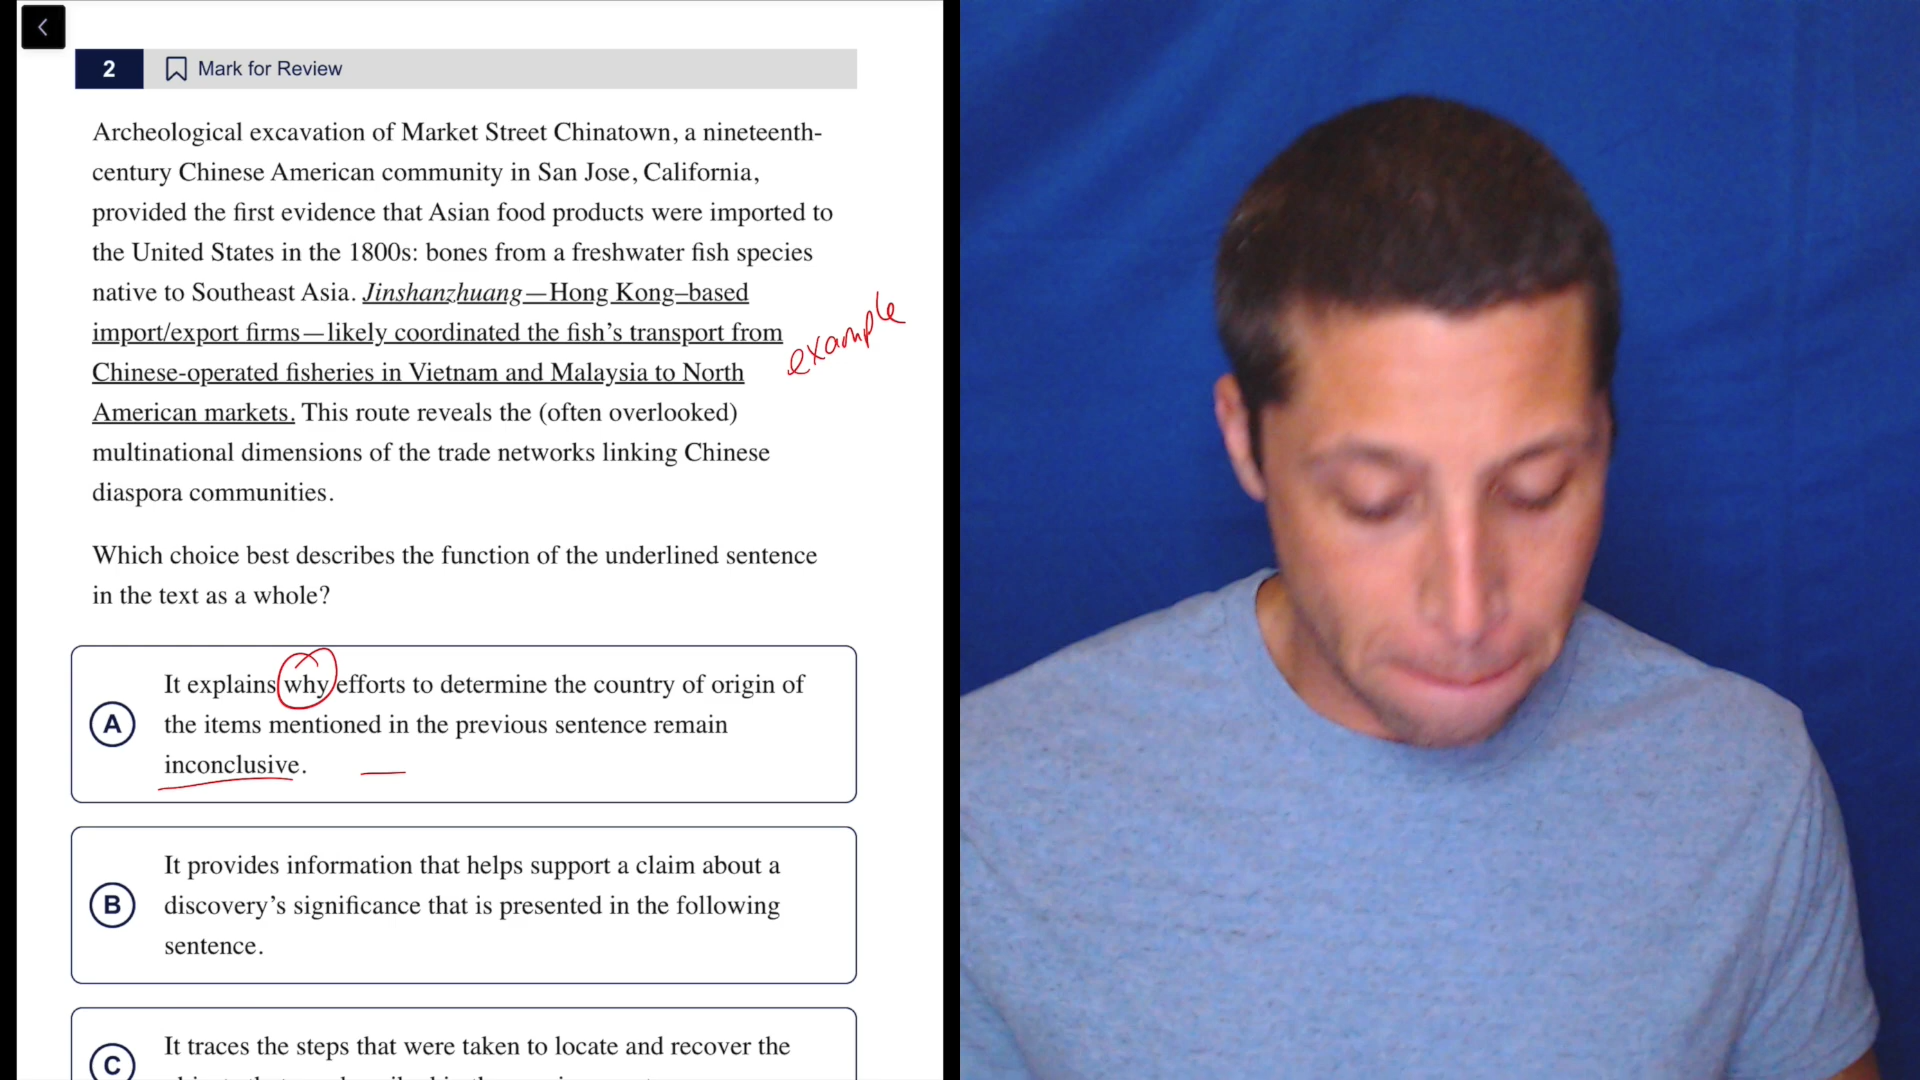 2 Mark for Review
Archeological excavation of Market Street Chinatown, a nineteenth-
century Chinese American community in San Jose, California,
provided the first evidence that Asian food products were imported to
the United States in the 1800s: bones from a freshwater fish species
native to Southeast Asia. Jinshanzhuang—Hong Kong–based
import/export firms—likely coordinated the fish’s transport from
Chinese-operated fisheries in Vietnam and Malaysia to North
American markets. This route reveals the (often overlooked)
multinational dimensions of the trade networks linking Chinese
diaspora communities.
example
Which choice best describes the function of the underlined sentence
in the text as a whole?
A It explains why efforts to determine the country of origin of
the items mentioned in the previous sentence remain
inconclusive.
B It provides information that helps support a claim about a
discovery’s significance that is presented in the following
sentence.
C It traces the steps that were taken to locate and recover the